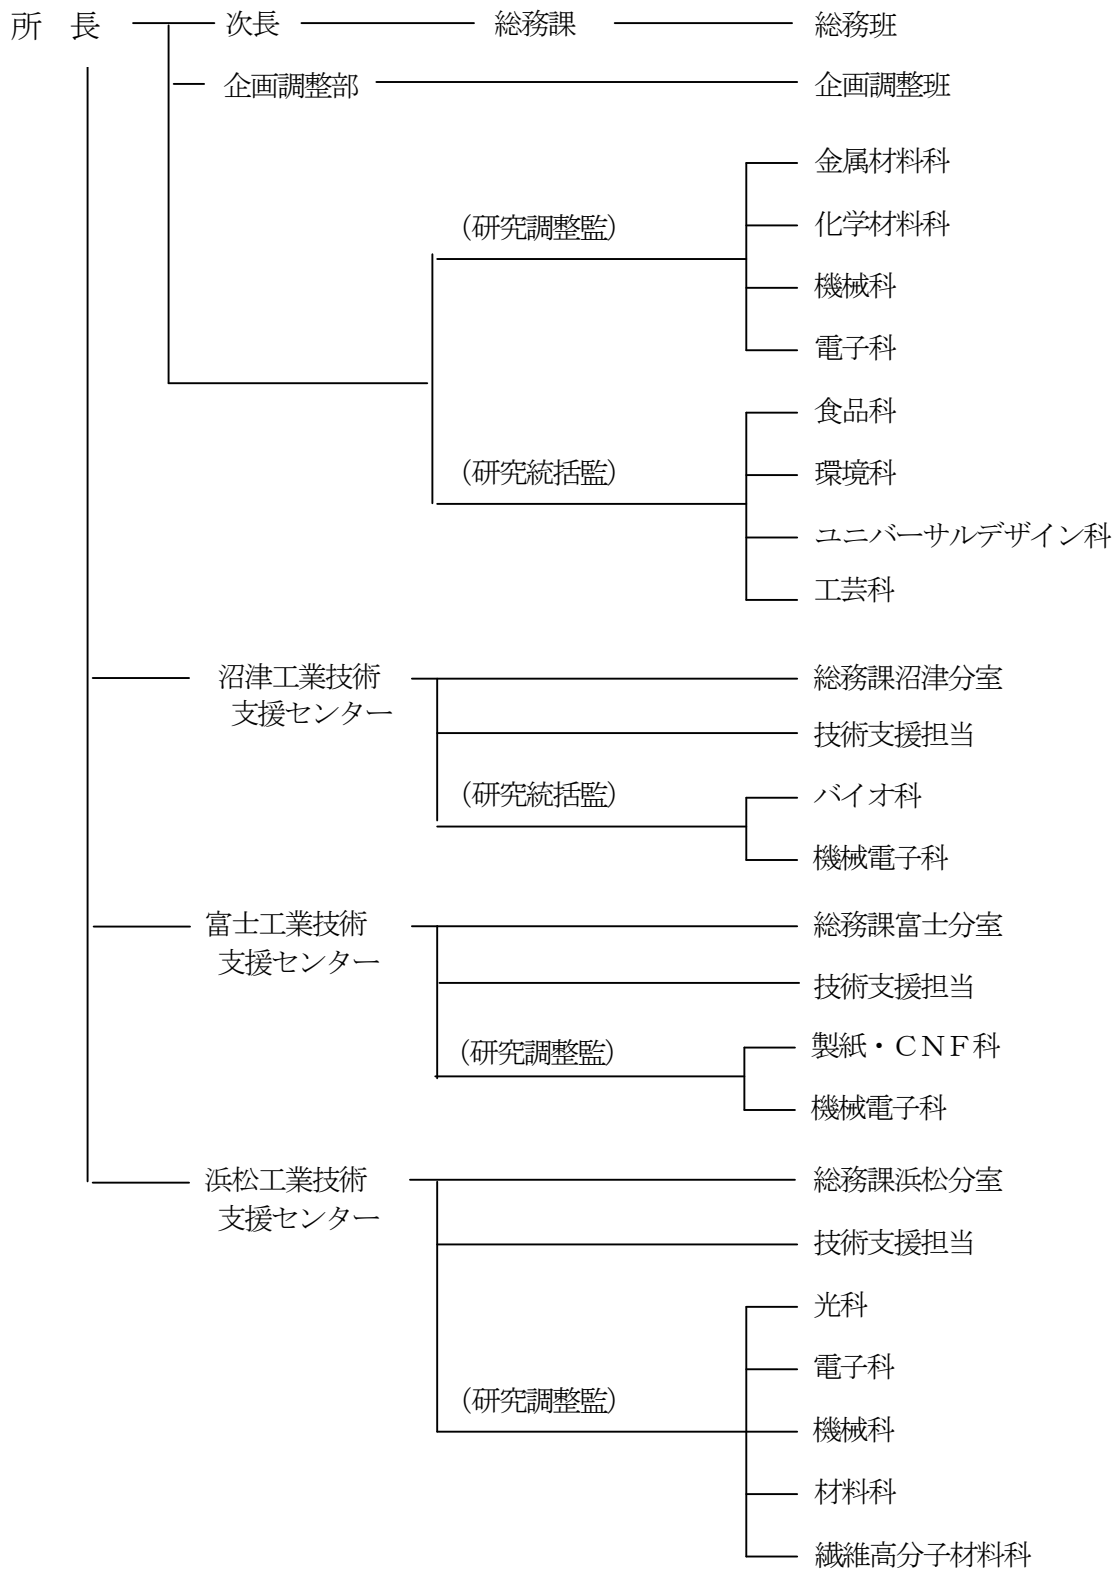 所　長　次長　総務課　総務班
企画調整部　企画調整班
金属材料科
(研究調整監)　化学材料科
機械科
電子科
食品科
(研究統括監)　環境科
ユニバーサルデザイン科
工芸科
沼津工業技術　総務課沼津分室
支援センター
技術支援担当
(研究統括監)　バイオ科
機械電子科
富士工業技術　総務課富士分室
支援センター
技術支援担当
(研究調整監)　製紙・ＣＮＦ科
機械電子科
浜松工業技術　総務課浜松分室
支援センター
技術支援担当
光科
電子科
(研究調整監)
機械科
材料科
繊維高分子材料科